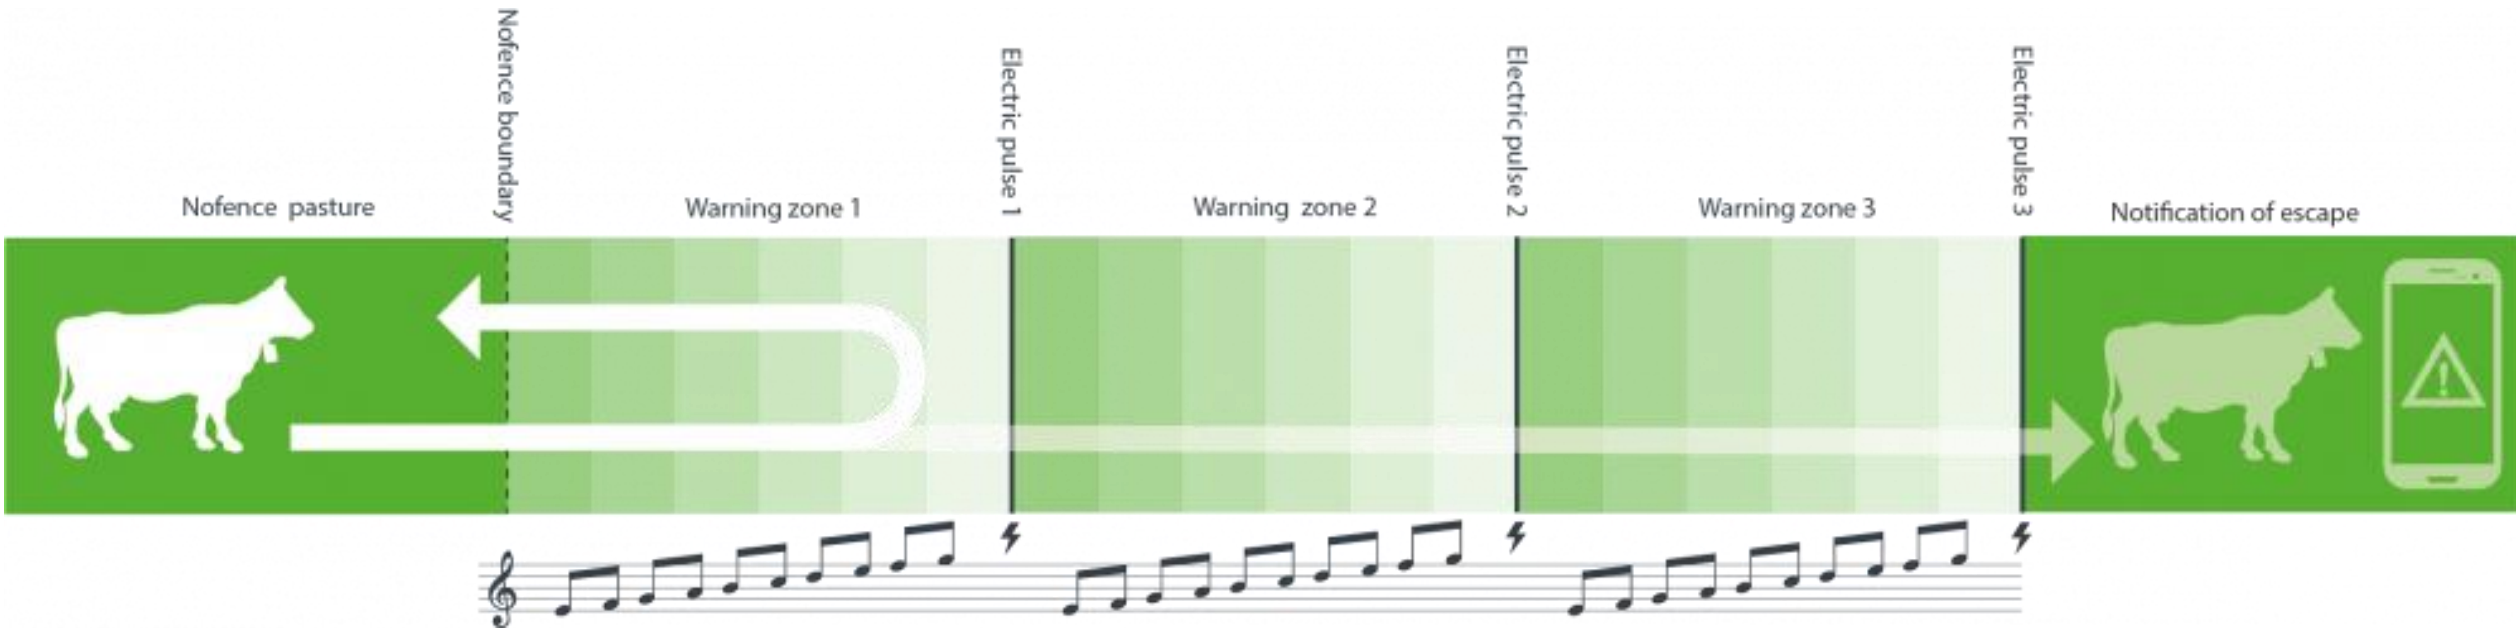 Nofence pasture
Nofence boundary
Warning zone 1
Electric pulse 1
Warning zone 2
Electric pulse 2
Warning zone 3
Electric pulse 3
Notification of escape